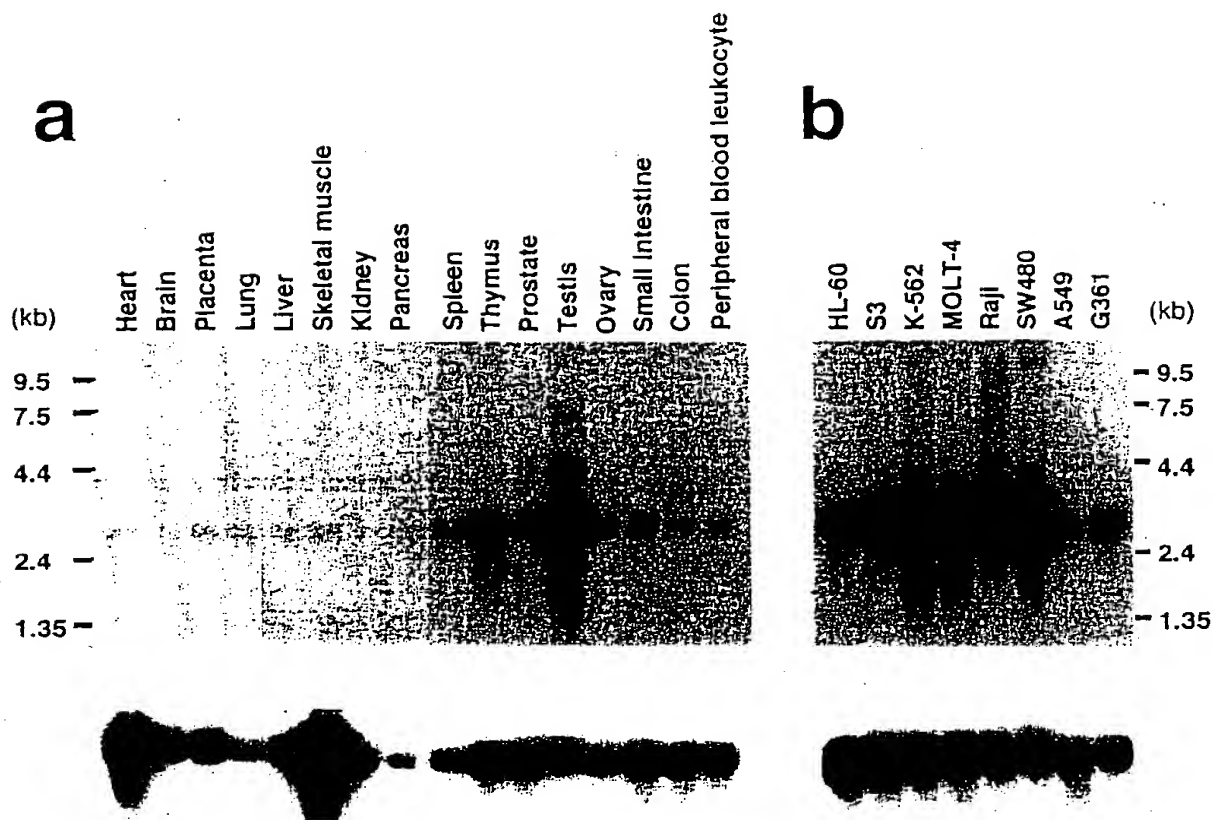 a
b
(kb)
Heart
Brain
Placenta
Lung
Liver
Skeletal muscle
Kidney
Pancreas
Spleen
Thymus
Prostate
Testis
Ovary
Small Intestine
Colon
Peripheral blood leukocyte
HL-60
S3
K-562
MOLT-4
Raji
SW480
A549
G361
(kb)
9.5
7.5
4.4
2.4
1.35
9.5
7.5
4.4
2.4
1.35